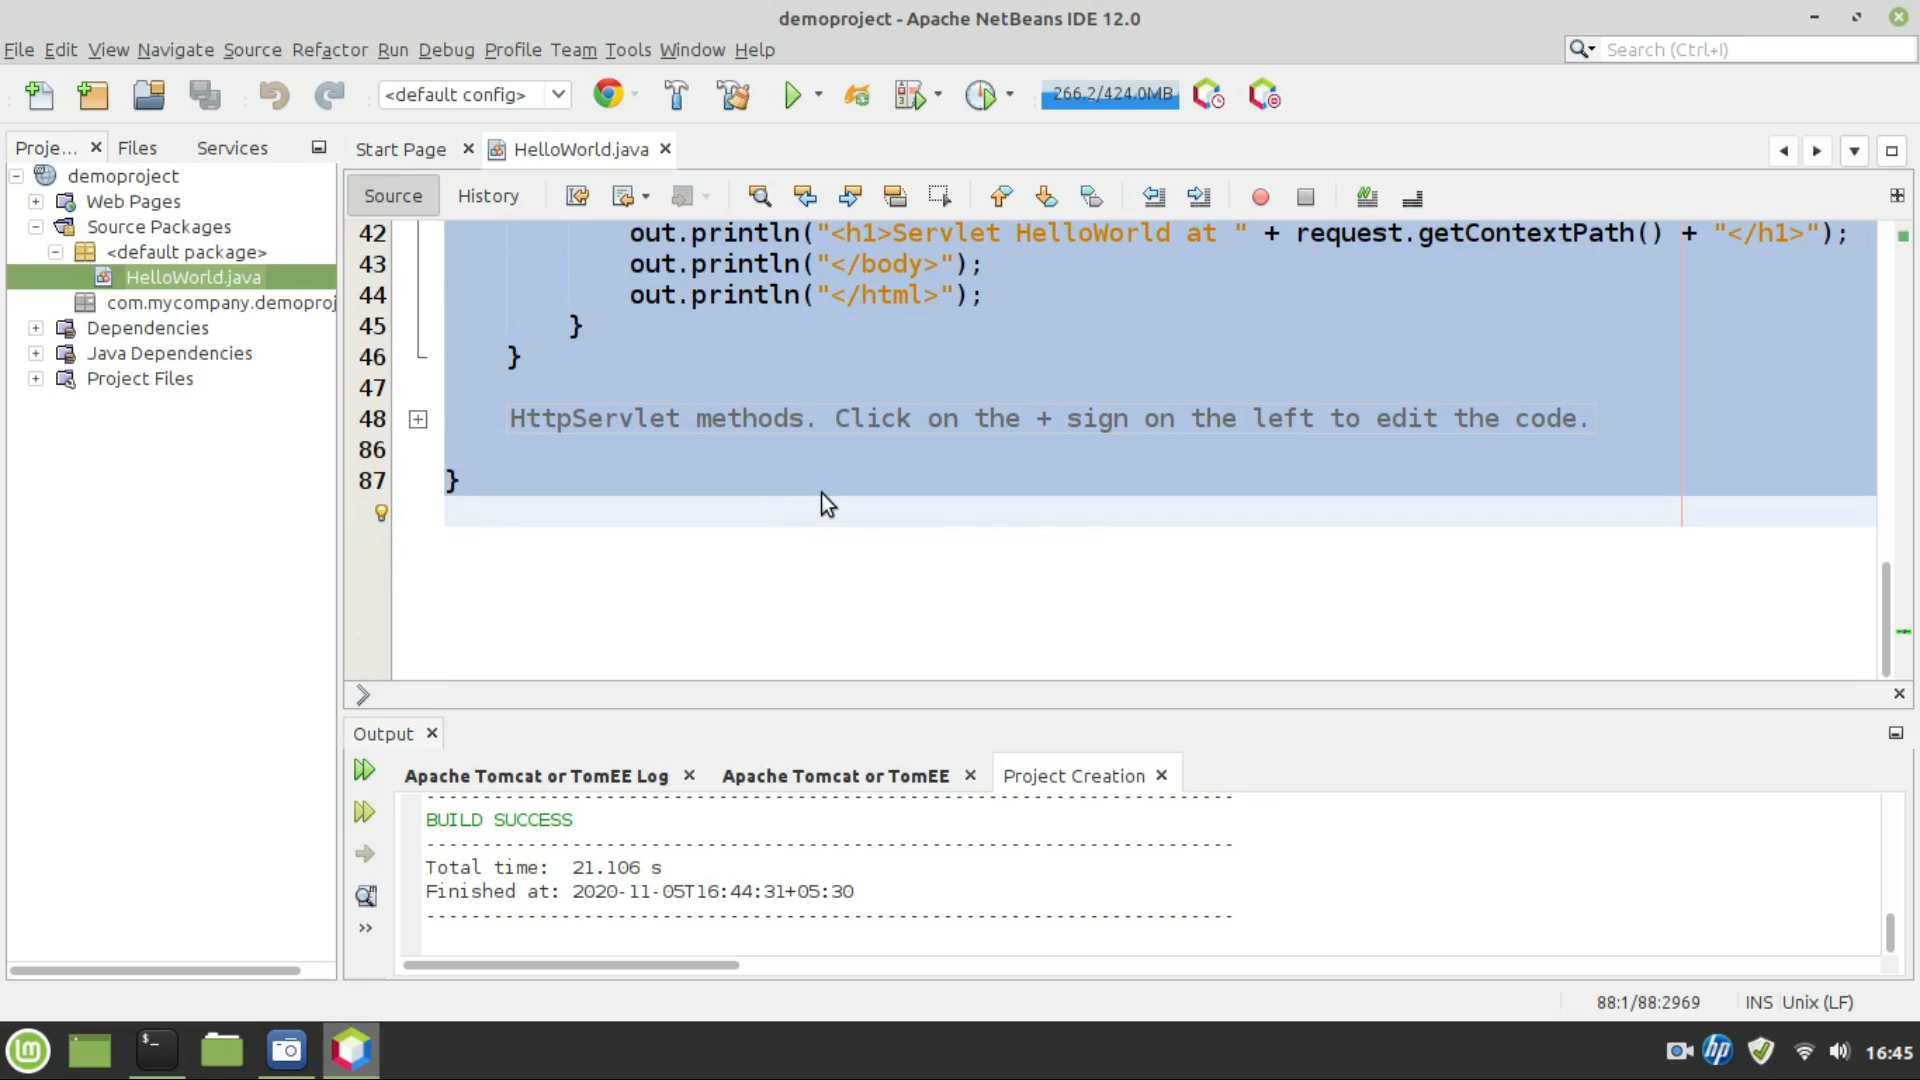 demoproject - Apache NetBeans IDE 12.0
File Edit View Navigate Source Refactor Run Debug Profile Team Tools Window Help
Search (Ctrl+I)
<default config>
266.2/424.0MB
Proje...
Files
Services
Start Page
HelloWorld.java
demoproject
Web Pages
Source Packages
<default package>
HelloWorld.java
com.mycompany.demoproj
Dependencies
Java Dependencies
Project Files
Source
History
42 out.println("<h1>Servlet HelloWorld at " + request.getContextPath() + "</h1>");
43 out.println("</body>");
44 out.println("</html>");
45 }
46 }
47
48 HttpServlet methods. Click on the + sign on the left to edit the code.
86
87 }
Output
Apache Tomcat or TomEE Log
Apache Tomcat or TomEE
Project Creation
------------------------------------------------------------------------
BUILD SUCCESS
------------------------------------------------------------------------
Total time:  21.106 s
Finished at: 2020-11-05T16:44:31+05:30
------------------------------------------------------------------------
88:1/88:2969
INS
Unix (LF)
16:45